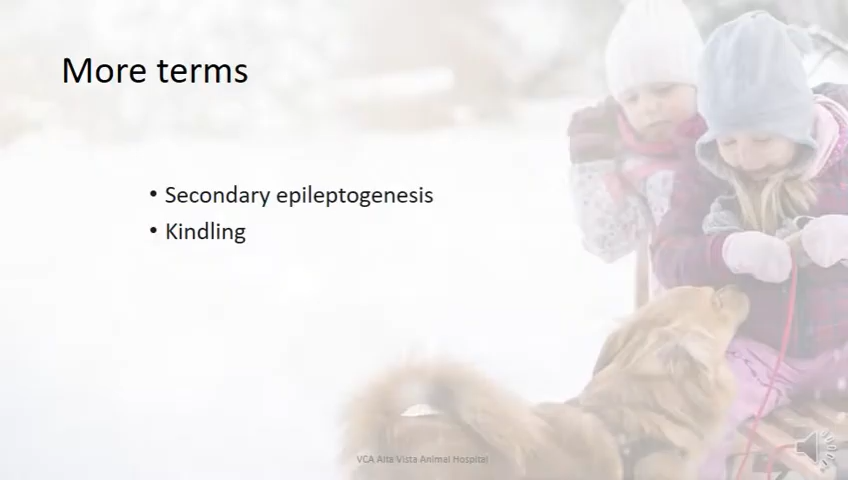 More terms
• Secondary epileptogenesis
• Kindling
VCA Alta Vista Animal Hospital